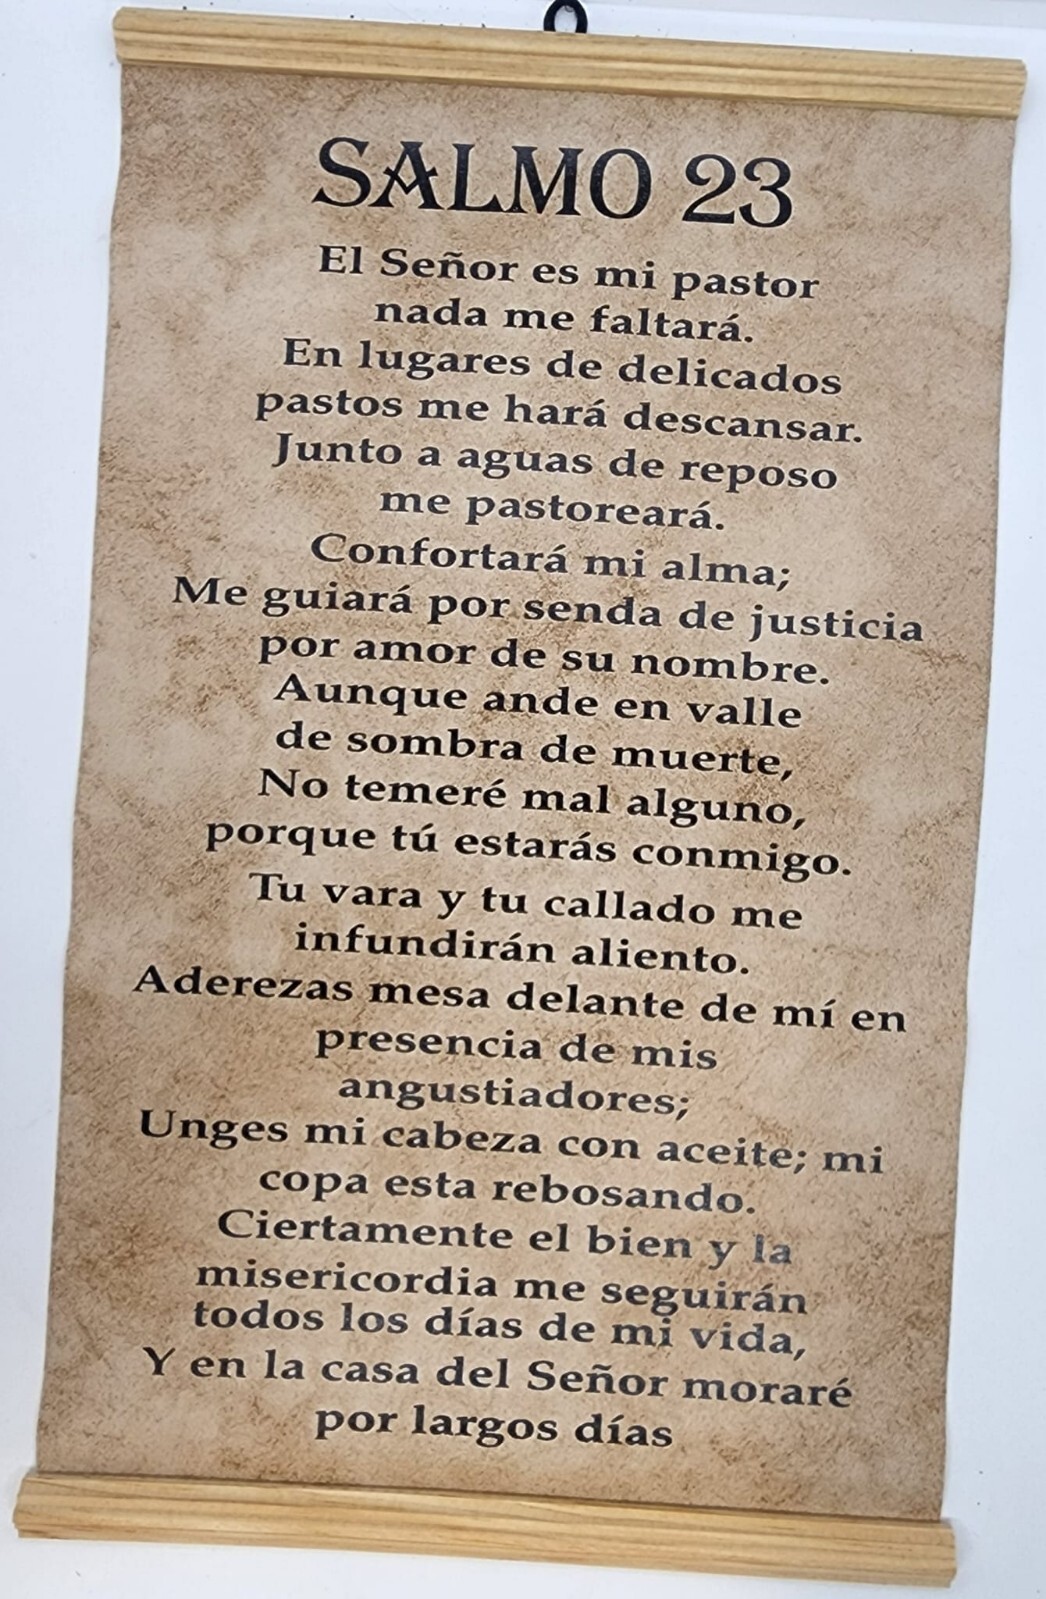 SALMO 23
El Señor es mi pastor
nada me faltará.
En lugares de delicados
pastos me hará descansar.
Junto a aguas de reposo
me pastoreará.
Confortará mi alma;
Me guiará por senda de justicia
por amor de su nombre.
Aunque ande en valle
de sombra de muerte,
No temeré mal alguno,
porque tú estarás conmigo.
Tu vara y tu callado me
infundirán aliento.
Aderezas mesa delante de mí en
presencia de mis
angustiadores;
Unges mi cabeza con aceite; mi
copa esta rebosando.
Ciertamente el bien y la
misericordia me seguirán
todos los días de mi vida,
Y en la casa del Señor moraré
por largos días